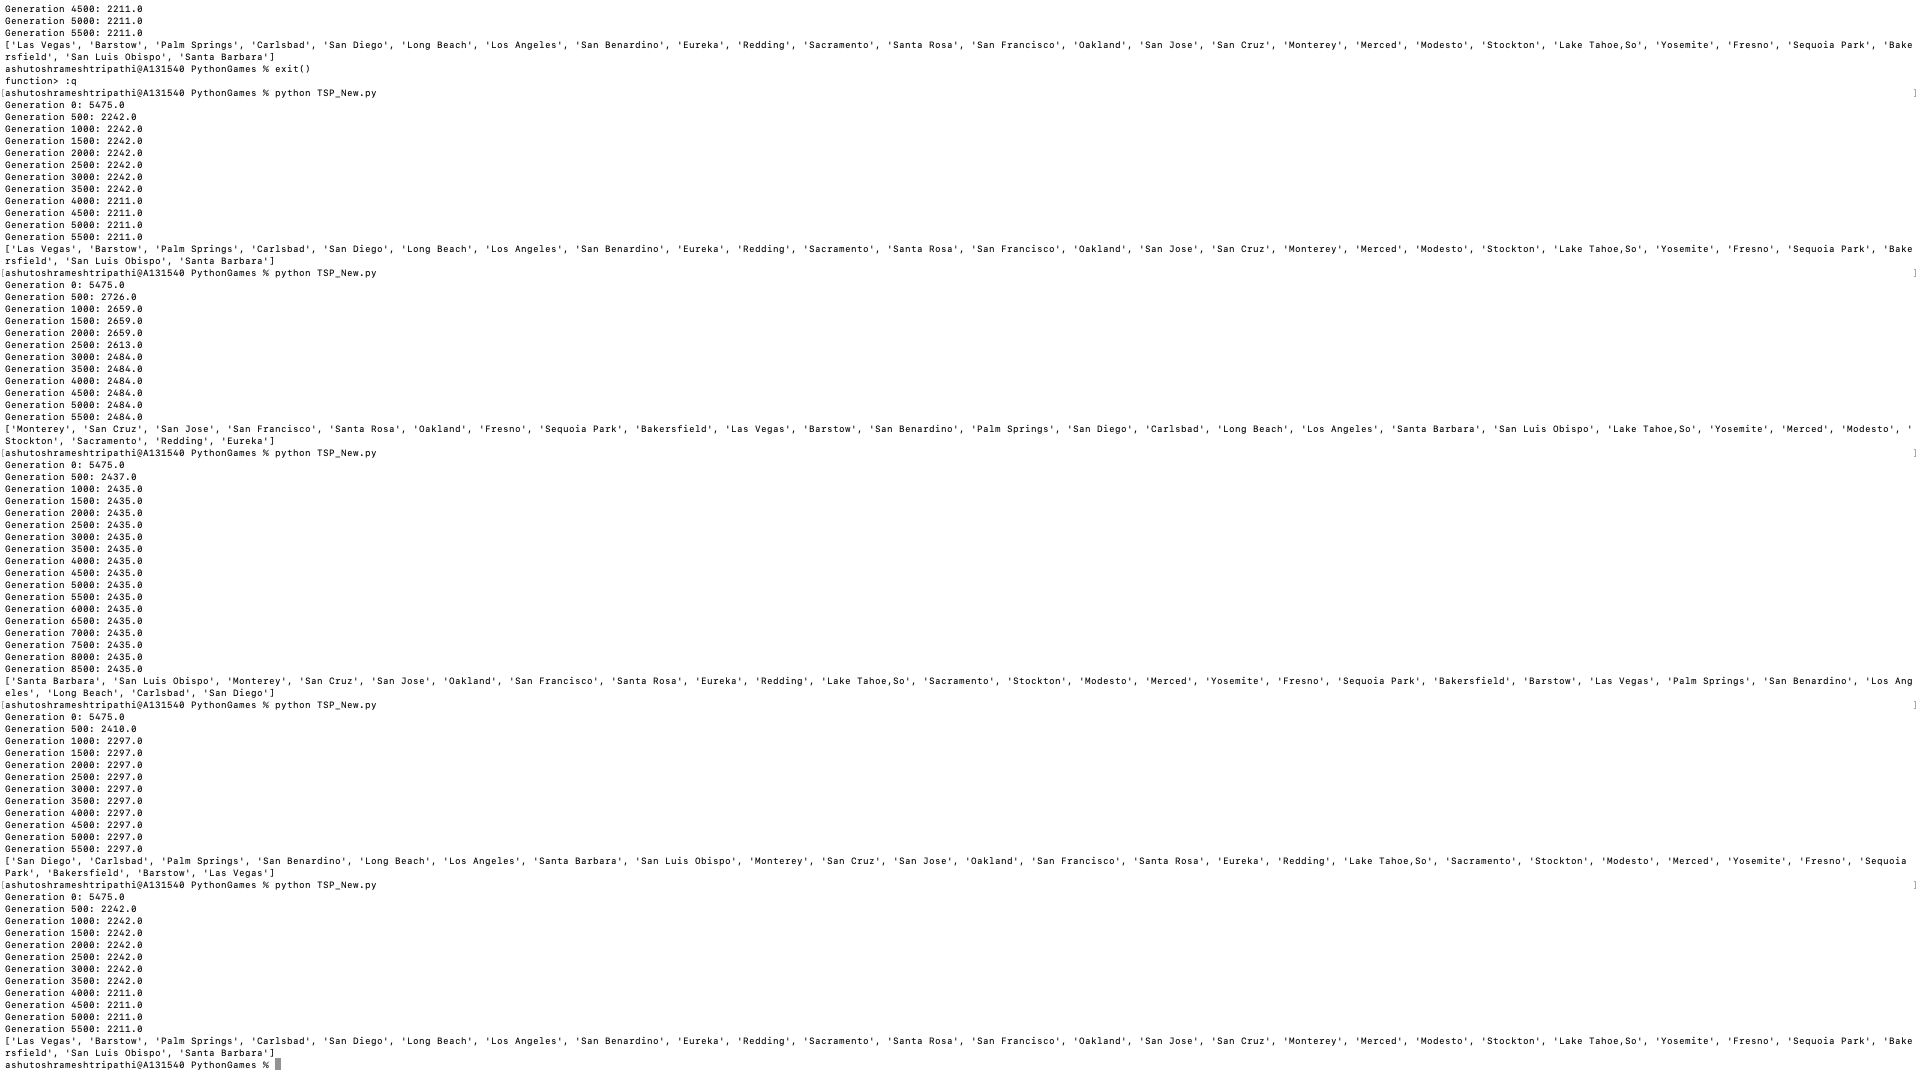 Generation 4500: 2211.0
Generation 5000: 2211.0
Generation 5500: 2211.0
['Las Vegas', 'Barstow', 'Palm Springs', 'Carlsbad', 'San Diego', 'Long Beach', 'Los Angeles', 'San Benardino', 'Eureka', 'Redding', 'Sacramento', 'Santa Rosa', 'San Francisco', 'Oakland', 'San Jose', 'San Cruz', 'Monterey', 'Merced', 'Modesto', 'Stockton', 'Lake Tahoe,So', 'Yosemite', 'Fresno', 'Sequoia Park', 'Bake
rsfield', 'San Luis Obispo', 'Santa Barbara']
ashutoshrameshtripathi@A131540 PythonGames % exit()
function> :q
[ashutoshrameshtripathi@A131540 PythonGames % python TSP_New.py ]
Generation 0: 5475.0
Generation 500: 2242.0
Generation 1000: 2242.0
Generation 1500: 2242.0
Generation 2000: 2242.0
Generation 2500: 2242.0
Generation 3000: 2242.0
Generation 3500: 2242.0
Generation 4000: 2211.0
Generation 4500: 2211.0
Generation 5000: 2211.0
Generation 5500: 2211.0
['Las Vegas', 'Barstow', 'Palm Springs', 'Carlsbad', 'San Diego', 'Long Beach', 'Los Angeles', 'San Benardino', 'Eureka', 'Redding', 'Sacramento', 'Santa Rosa', 'San Francisco', 'Oakland', 'San Jose', 'San Cruz', 'Monterey', 'Merced', 'Modesto', 'Stockton', 'Lake Tahoe,So', 'Yosemite', 'Fresno', 'Sequoia Park', 'Bake
rsfield', 'San Luis Obispo', 'Santa Barbara']
[ashutoshrameshtripathi@A131540 PythonGames % python TSP_New.py ]
Generation 0: 5475.0
Generation 500: 2726.0
Generation 1000: 2659.0
Generation 1500: 2659.0
Generation 2000: 2659.0
Generation 2500: 2613.0
Generation 3000: 2484.0
Generation 3500: 2484.0
Generation 4000: 2484.0
Generation 4500: 2484.0
Generation 5000: 2484.0
Generation 5500: 2484.0
['Monterey', 'San Cruz', 'San Jose', 'San Francisco', 'Santa Rosa', 'Oakland', 'Fresno', 'Sequoia Park', 'Bakersfield', 'Las Vegas', 'Barstow', 'San Benardino', 'Palm Springs', 'San Diego', 'Carlsbad', 'Long Beach', 'Los Angeles', 'Santa Barbara', 'San Luis Obispo', 'Lake Tahoe,So', 'Yosemite', 'Merced', 'Modesto', '
Stockton', 'Sacramento', 'Redding', 'Eureka']
[ashutoshrameshtripathi@A131540 PythonGames % python TSP_New.py ]
Generation 0: 5475.0
Generation 500: 2437.0
Generation 1000: 2435.0
Generation 1500: 2435.0
Generation 2000: 2435.0
Generation 2500: 2435.0
Generation 3000: 2435.0
Generation 3500: 2435.0
Generation 4000: 2435.0
Generation 4500: 2435.0
Generation 5000: 2435.0
Generation 5500: 2435.0
Generation 6000: 2435.0
Generation 6500: 2435.0
Generation 7000: 2435.0
Generation 7500: 2435.0
Generation 8000: 2435.0
Generation 8500: 2435.0
['Santa Barbara', 'San Luis Obispo', 'Monterey', 'San Cruz', 'San Jose', 'Oakland', 'San Francisco', 'Santa Rosa', 'Eureka', 'Redding', 'Lake Tahoe,So', 'Sacramento', 'Stockton', 'Modesto', 'Merced', 'Yosemite', 'Fresno', 'Sequoia Park', 'Bakersfield', 'Barstow', 'Las Vegas', 'Palm Springs', 'San Benardino', 'Los Ang
eles', 'Long Beach', 'Carlsbad', 'San Diego']
[ashutoshrameshtripathi@A131540 PythonGames % python TSP_New.py ]
Generation 0: 5475.0
Generation 500: 2410.0
Generation 1000: 2297.0
Generation 1500: 2297.0
Generation 2000: 2297.0
Generation 2500: 2297.0
Generation 3000: 2297.0
Generation 3500: 2297.0
Generation 4000: 2297.0
Generation 4500: 2297.0
Generation 5000: 2297.0
Generation 5500: 2297.0
['San Diego', 'Carlsbad', 'Palm Springs', 'San Benardino', 'Long Beach', 'Los Angeles', 'Santa Barbara', 'San Luis Obispo', 'Monterey', 'San Cruz', 'San Jose', 'Oakland', 'San Francisco', 'Santa Rosa', 'Eureka', 'Redding', 'Lake Tahoe,So', 'Sacramento', 'Stockton', 'Modesto', 'Merced', 'Yosemite', 'Fresno', 'Sequoia
Park', 'Bakersfield', 'Barstow', 'Las Vegas']
[ashutoshrameshtripathi@A131540 PythonGames % python TSP_New.py ]
Generation 0: 5475.0
Generation 500: 2242.0
Generation 1000: 2242.0
Generation 1500: 2242.0
Generation 2000: 2242.0
Generation 2500: 2242.0
Generation 3000: 2242.0
Generation 3500: 2242.0
Generation 4000: 2211.0
Generation 4500: 2211.0
Generation 5000: 2211.0
Generation 5500: 2211.0
['Las Vegas', 'Barstow', 'Palm Springs', 'Carlsbad', 'San Diego', 'Long Beach', 'Los Angeles', 'San Benardino', 'Eureka', 'Redding', 'Sacramento', 'Santa Rosa', 'San Francisco', 'Oakland', 'San Jose', 'San Cruz', 'Monterey', 'Merced', 'Modesto', 'Stockton', 'Lake Tahoe,So', 'Yosemite', 'Fresno', 'Sequoia Park', 'Bake
rsfield', 'San Luis Obispo', 'Santa Barbara']
ashutoshrameshtripathi@A131540 PythonGames %